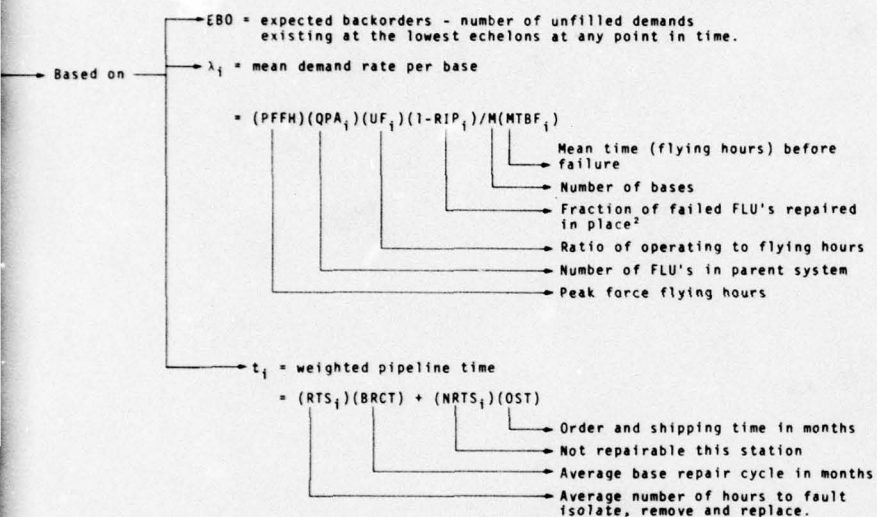 EBO = expected backorders - number of unfilled demands
existing at the lowest echelons at any point in time.
Based on
λi = mean demand rate per base
= (PFFH)(QPAi)(UFi)(1-RIPi)/M(MTBFi)
Mean time (flying hours) before
failure
Number of bases
Fraction of failed FLU's repaired
in place²
Ratio of operating to flying hours
Number of FLU's in parent system
Peak force flying hours
ti = weighted pipeline time
= (RTSi)(BRCT) + (NRTSi)(OST)
Order and shipping time in months
Not repairable this station
Average base repair cycle in months
Average number of hours to fault
isolate, remove and replace.